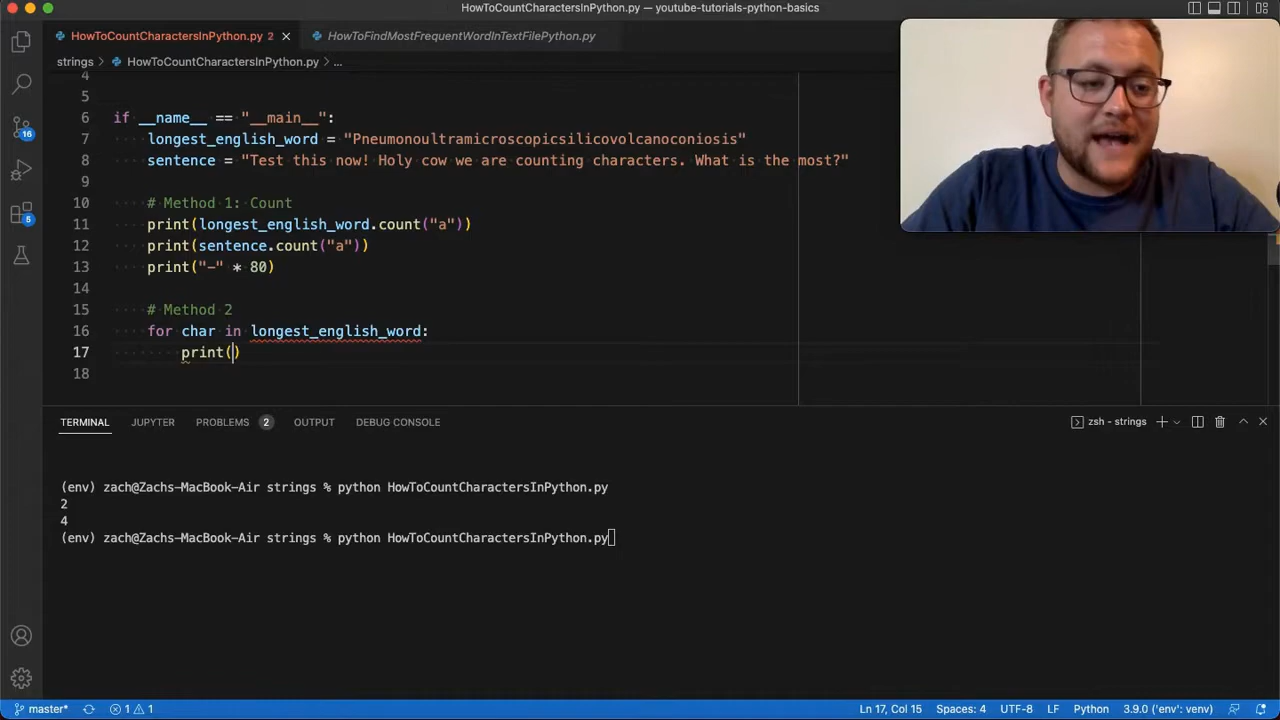 HowToCountCharactersInPython.py — youtube-tutorials-python-basics
HowToCountCharactersInPython.py 2
HowToFindMostFrequentWordInTextFilePython.py
strings > HowToCountCharactersInPython.py > ...
16
5
4
5
6 if __name__ == "__main__":
7 longest_english_word = "Pneumonoultramicroscopicsilicovolcanoconiosis"
8 sentence = "Test this now! Holy cow we are counting characters. What is the most?"
9
10 # Method 1: Count
11 print(longest_english_word.count("a"))
12 print(sentence.count("a"))
13 print("-" * 80)
14
15 # Method 2
16 for char in longest_english_word:
17 print()
18
TERMINAL JUPYTER PROBLEMS 2 OUTPUT DEBUG CONSOLE zsh - strings
(env) zach@Zachs-MacBook-Air strings % python HowToCountCharactersInPython.py
2
4
(env) zach@Zachs-MacBook-Air strings % python HowToCountCharactersInPython.py
master* 1 1 Ln 17, Col 15 Spaces: 4 UTF-8 LF Python 3.9.0 ('env': venv)